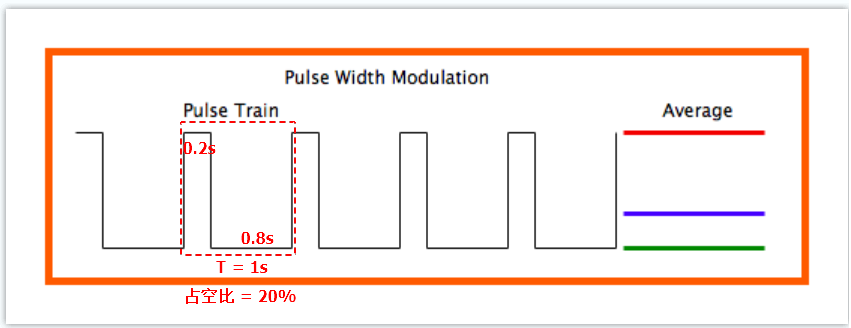 Pulse Width Modulation
Pulse Train
Average
0.2s
0.8s
T = 1s
占空比 = 20%